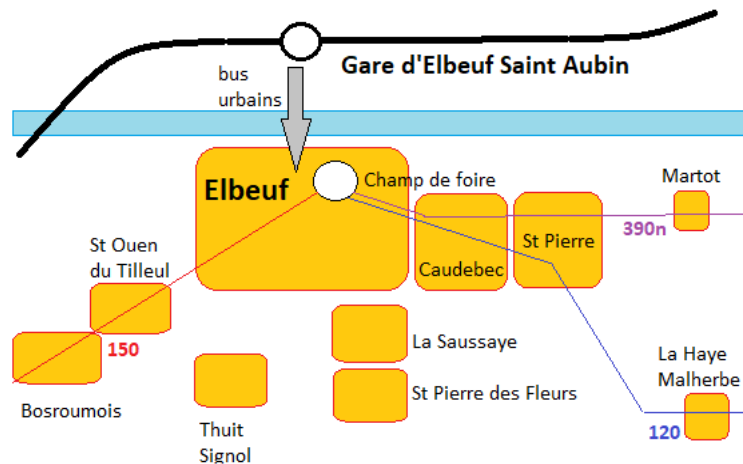 Gare d'Elbeuf Saint Aubin
bus
urbains
Elbeuf
Champ de foire
Martot
390n
St Pierre
Caudebec
St Ouen
du Tilleul
150
Bosroumois
La Saussaye
St Pierre des Fleurs
Thuit
Signol
La Haye
Malherbe
120